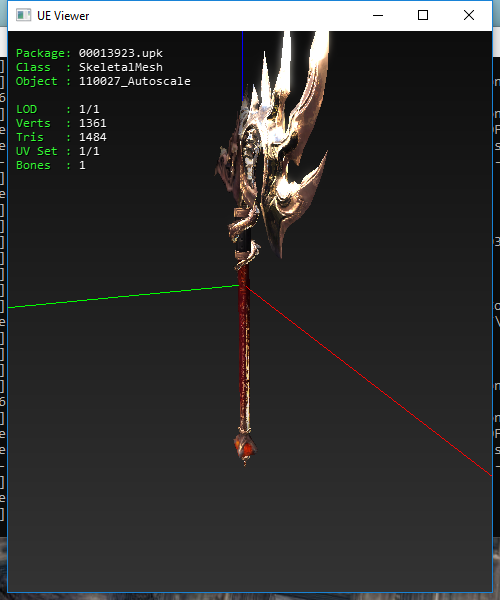 UE Viewer
Package: 00013923.upk
Class  : SkeletalMesh
Object : 110027_Autoscale
LOD    : 1/1
Verts  : 1361
Tris   : 1484
UV Set : 1/1
Bones  : 1